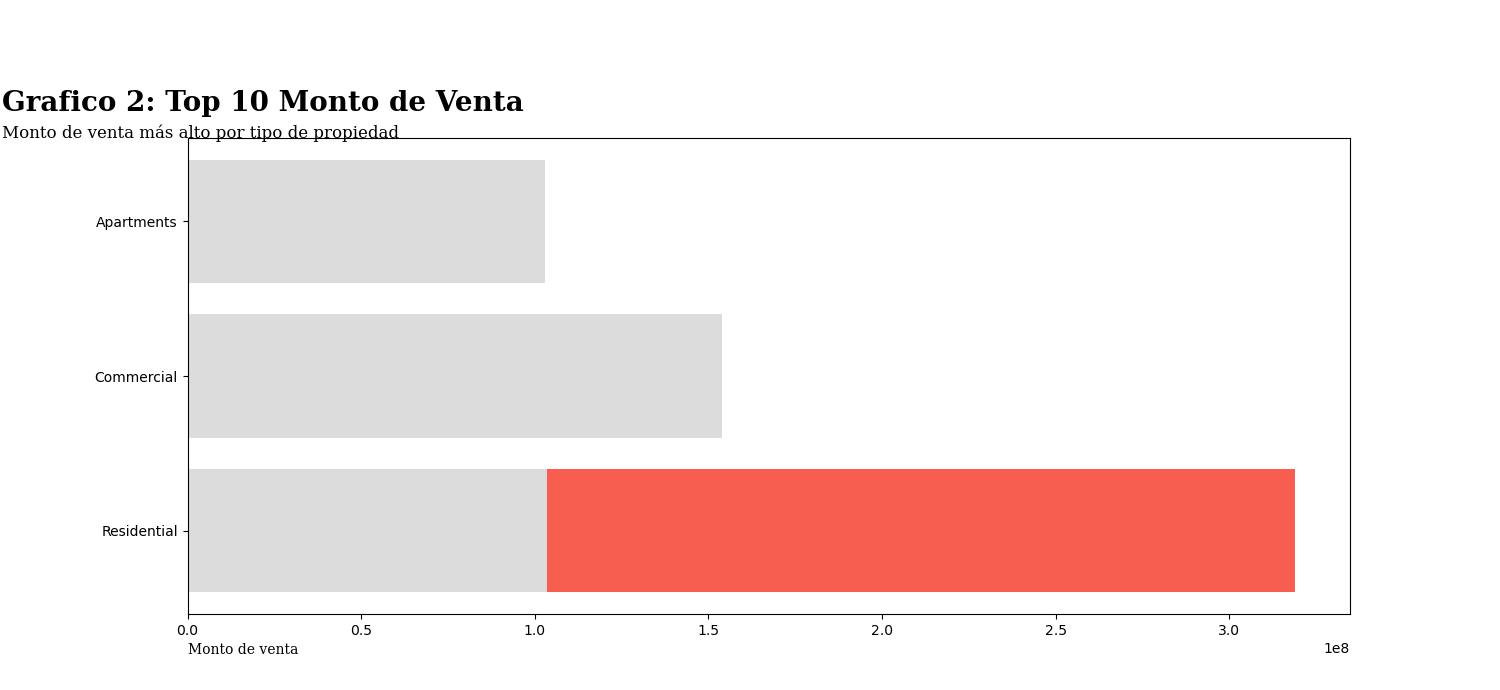 Grafico 2: Top 10 Monto de Venta
Monto de venta más alto por tipo de propiedad
Apartments
Commercial
Residential
0.0 0.5 1.0 1.5 2.0 2.5 3.0
Monto de venta 1e8